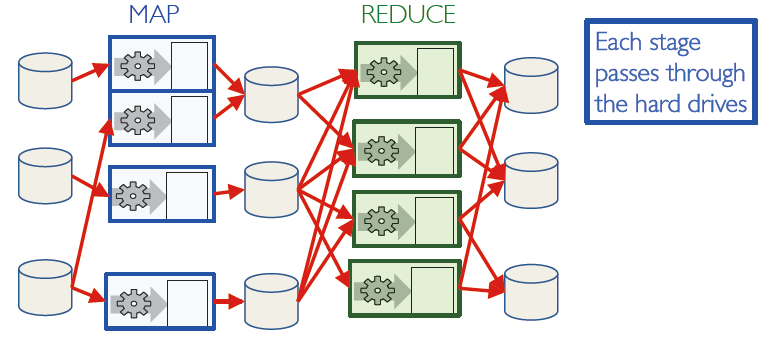 MAP
REDUCE
Each stage
passes through
the hard drives